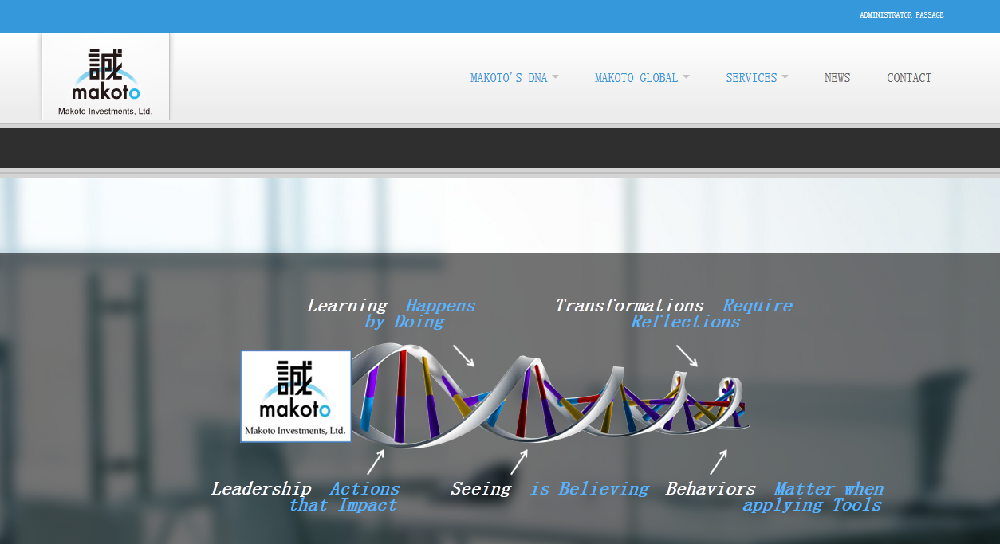 ADMINISTRATOR PASSAGE
誠
makoto
Makoto Investments, Ltd.
MAKOTO'S DNA MAKOTO GLOBAL SERVICES NEWS CONTACT
Learning Happens
by Doing
Transformations Require
Reflections
誠
makoto
Makoto Investments, Ltd.
Leadership Actions
that Impact
Seeing is Believing
Behaviors Matter when
applying Tools